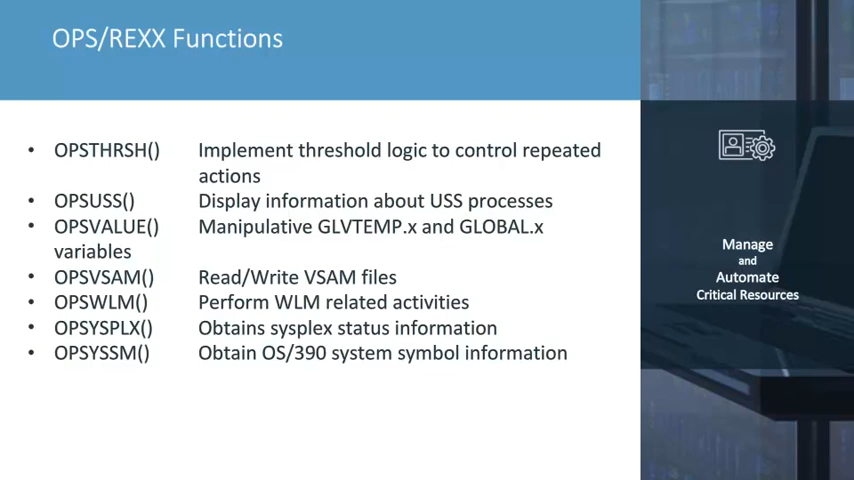 OPS/REXX Functions
• OPSTHRSH() Implement threshold logic to control repeated
actions
• OPSUSS() Display information about USS processes
• OPSVALUE() Manipulative GLVTEMP.x and GLOBAL.x
variables
• OPSVSAM() Read/Write VSAM files
• OPSWLM() Perform WLM related activities
• OPSYSPLX() Obtains sysplex status information
• OPSYSSM() Obtain OS/390 system symbol information
Manage
and
Automate
Critical Resources